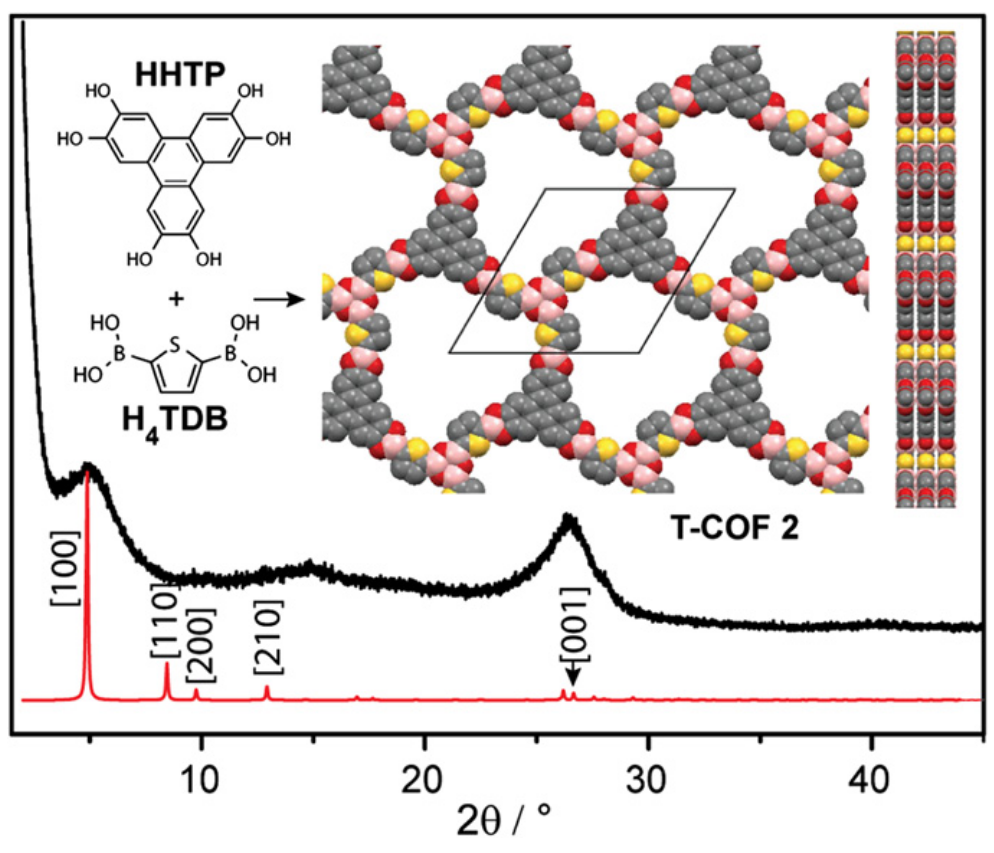 HHTP
HO
OH
HO
OH
HO
OH
+
HO
OH
S
B
B
HO
OH
H4TDB
T-COF 2
[100]
[110]
[200]
[210]
[001]
10
20
30
40
2θ / °